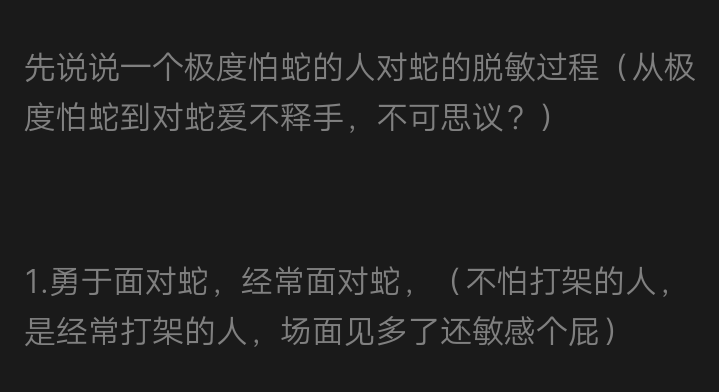 先说说一个极度怕蛇的人对蛇的脱敏过程（从极
度怕蛇到对蛇爱不释手，不可思议？）
1.勇于面对蛇，经常面对蛇，（不怕打架的人，
是经常打架的人，场面见多了还敏感个屁）